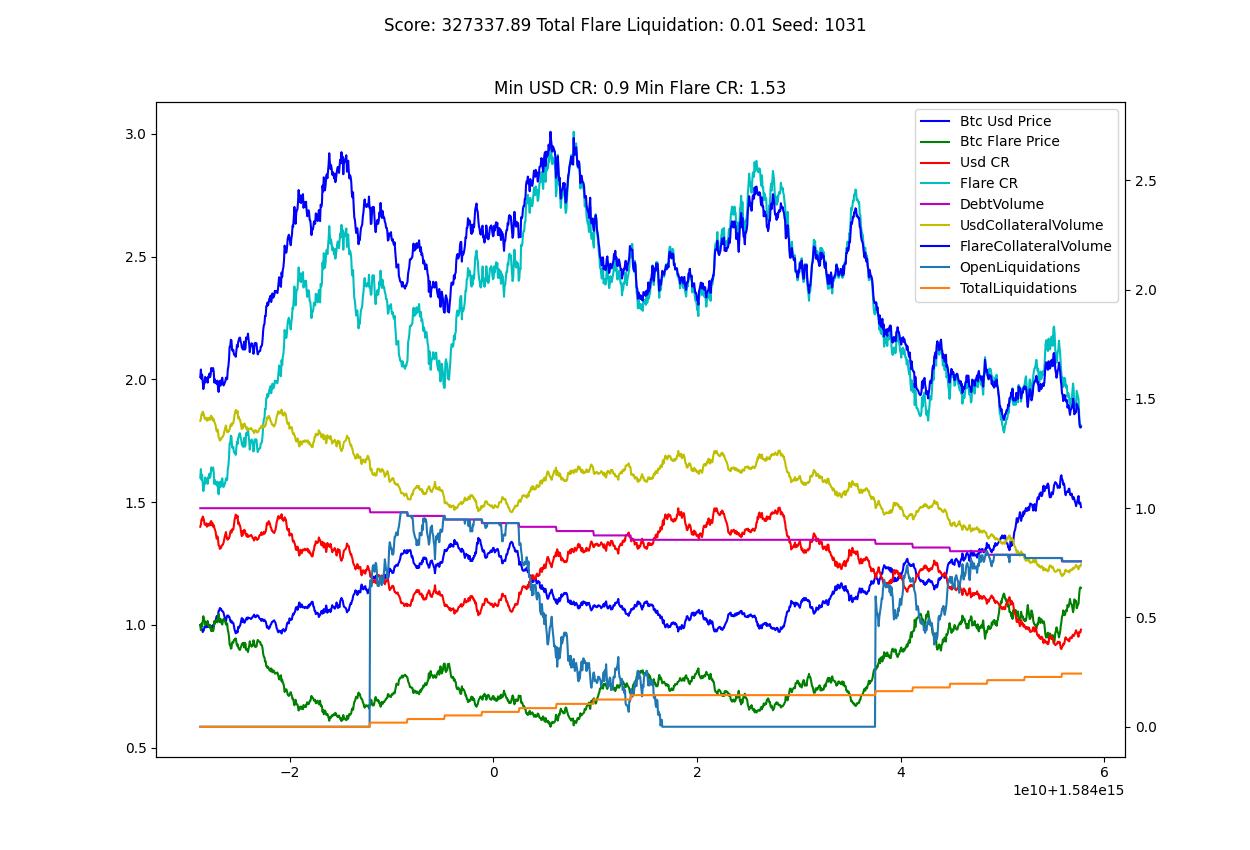 Score: 327337.89 Total Flare Liquidation: 0.01 Seed: 1031
Min USD CR: 0.9 Min Flare CR: 1.53
Btc Usd Price
Btc Flare Price
Usd CR
Flare CR
DebtVolume
UsdCollateralVolume
FlareCollateralVolume
OpenLiquidations
TotalLiquidations
3.0
2.5
2.0
1.5
1.0
0.5
2.5
2.0
1.5
1.0
0.5
0.0
−2
0
2
4
6
1e10+1.584e15